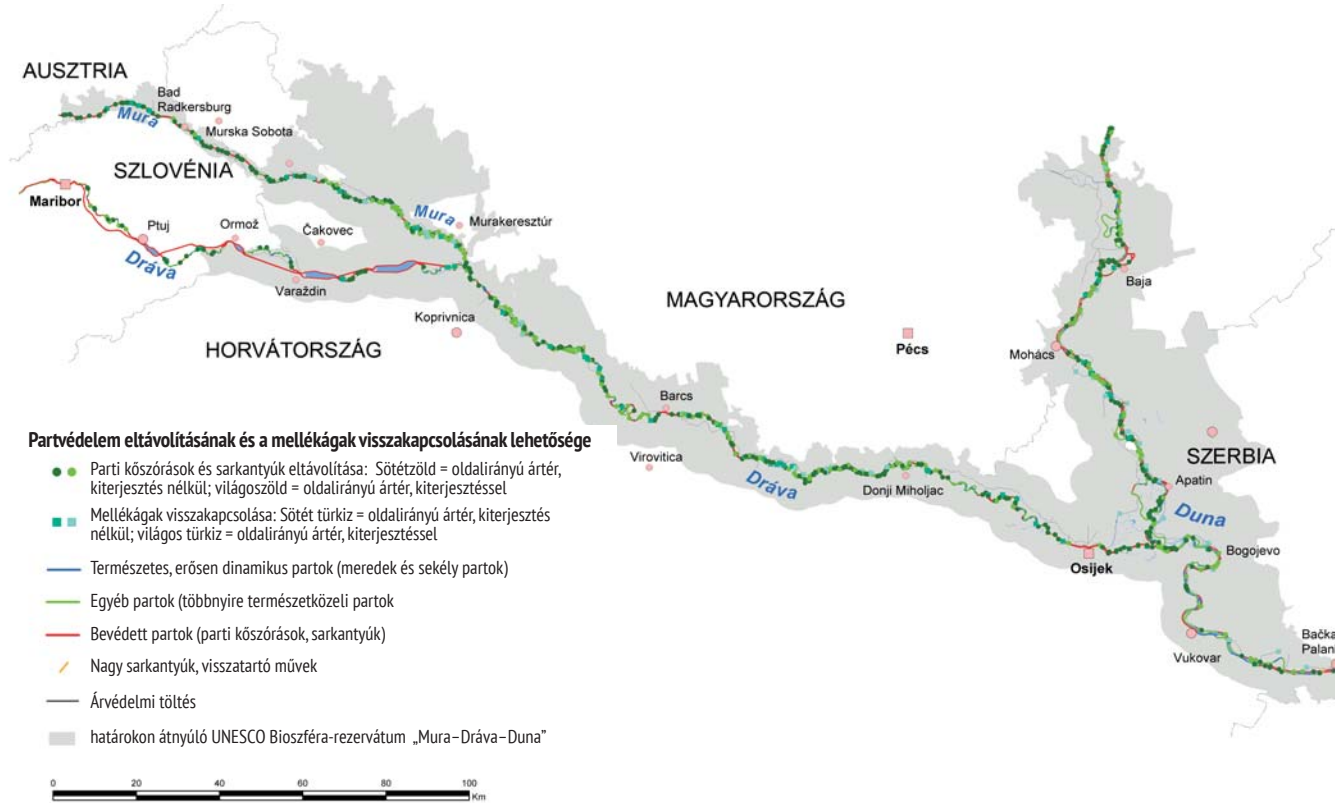 AUSZTRIA
Bad
Radkersburg
Mura
Murska Sobota
SZLOVÉNIA
Maribor
Ptuj
Ormož
Čakovec
Mura
Murakeresztúr
Dráva
Varaždin
Koprivnica
HORVÁTORSZÁG
MAGYARORSZÁG
Pécs
Baja
Mohács
Barcs
Virovitica
Dráva
Donji Miholjac
SZERBIA
Apatin
Duna
Bogojevo
Osijek
Vukovar
Bačka
Palan
Partvédelem eltávolításának és a mellékágak visszakapcsolásának lehetősége
Parti kőszórások és sarkantyúk eltávolítása: Sötétzöld = oldalirányú ártér,
kiterjesztés nélkül; világoszöld = oldalirányú ártér, kiterjesztéssel
Mellékágak visszakapcsolása: Sötét türkiz = oldalirányú ártér, kiterjesztés
nélkül; világos türkiz = oldalirányú ártér, kiterjesztéssel
Természetes, erősen dinamikus partok (meredek és sekély partok)
Egyéb partok (többnyire természetközeli partok
Bevédett partok (parti kőszórások, sarkantyúk)
Nagy sarkantyúk, visszatartó művek
Árvédelmi töltés
határokon átnyúló UNESCO Bioszféra-rezervátum „Mura–Dráva–Duna”
0 20 40 60 80 100
Km